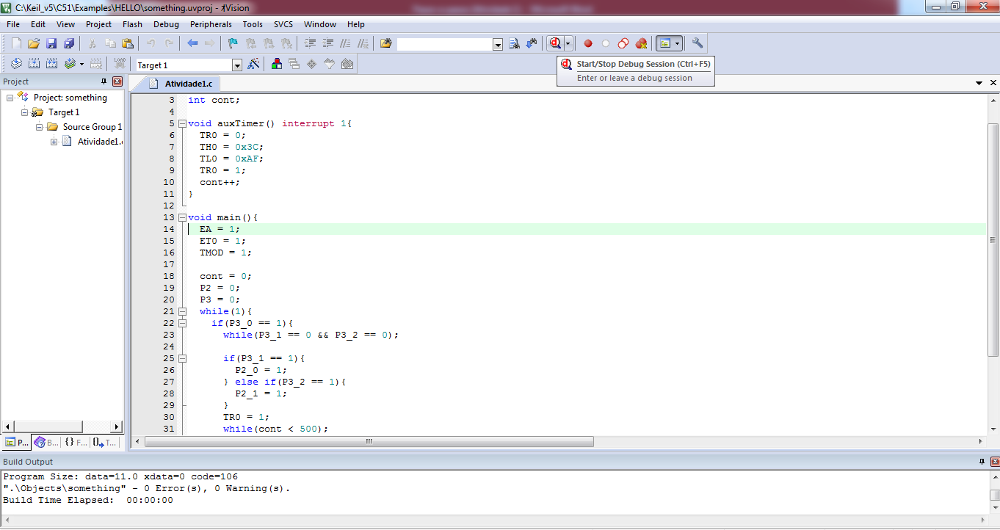 C:\Keil_v5\C51\Examples\HELLO\something.uvproj - µVision
File Edit View Project Flash Debug Peripherals Tools SVCS Window Help
LOAD
Target 1
Start/Stop Debug Session (Ctrl+F5)
Enter or leave a debug session
Project
Project: something
Target 1
Source Group 1
Atividade1.
Atividade1.c
3 int cont;
4
5 void auxTimer() interrupt 1{
6 TR0 = 0;
7 TH0 = 0x3C;
8 TL0 = 0xAF;
9 TR0 = 1;
10 cont++;
11 }
12
13 void main(){
14 EA = 1;
15 ET0 = 1;
16 TMOD = 1;
17
18 cont = 0;
19 P2 = 0;
20 P3 = 0;
21 while(1){
22 if(P3_0 == 1){
23 while(P3_1 == 0 && P3_2 == 0);
24
25 if(P3_1 == 1){
26 P2_0 = 1;
27 } else if(P3_2 == 1){
28 P2_1 = 1;
29 }
30 TR0 = 1;
31 while(cont < 500);
P... B... {} F... T...
Build Output
Program Size: data=11.0 xdata=0 code=106
".\Objects\something" - 0 Error(s), 0 Warning(s).
Build Time Elapsed: 00:00:00